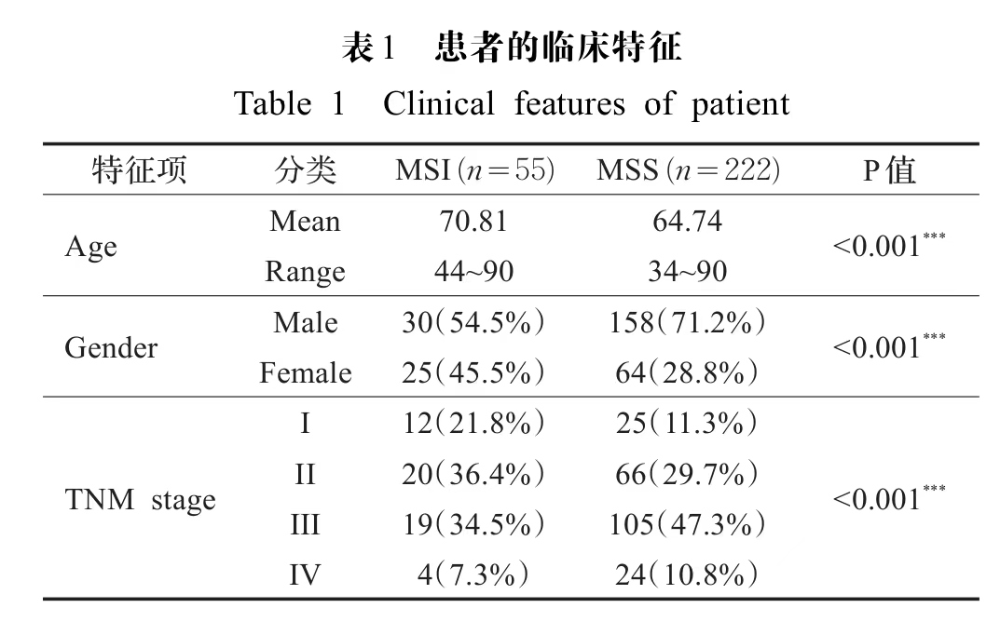 表1 患者的临床特征
Table 1 Clinical features of patient
特征项 分类 MSI(n=55) MSS(n=222) P值
Age Mean 70.81 64.74 <0.001***
Range 44~90 34~90
Gender Male 30(54.5%) 158(71.2%) <0.001***
Female 25(45.5%) 64(28.8%)
TNM stage I 12(21.8%) 25(11.3%) <0.001***
II 20(36.4%) 66(29.7%)
III 19(34.5%) 105(47.3%)
IV 4(7.3%) 24(10.8%)